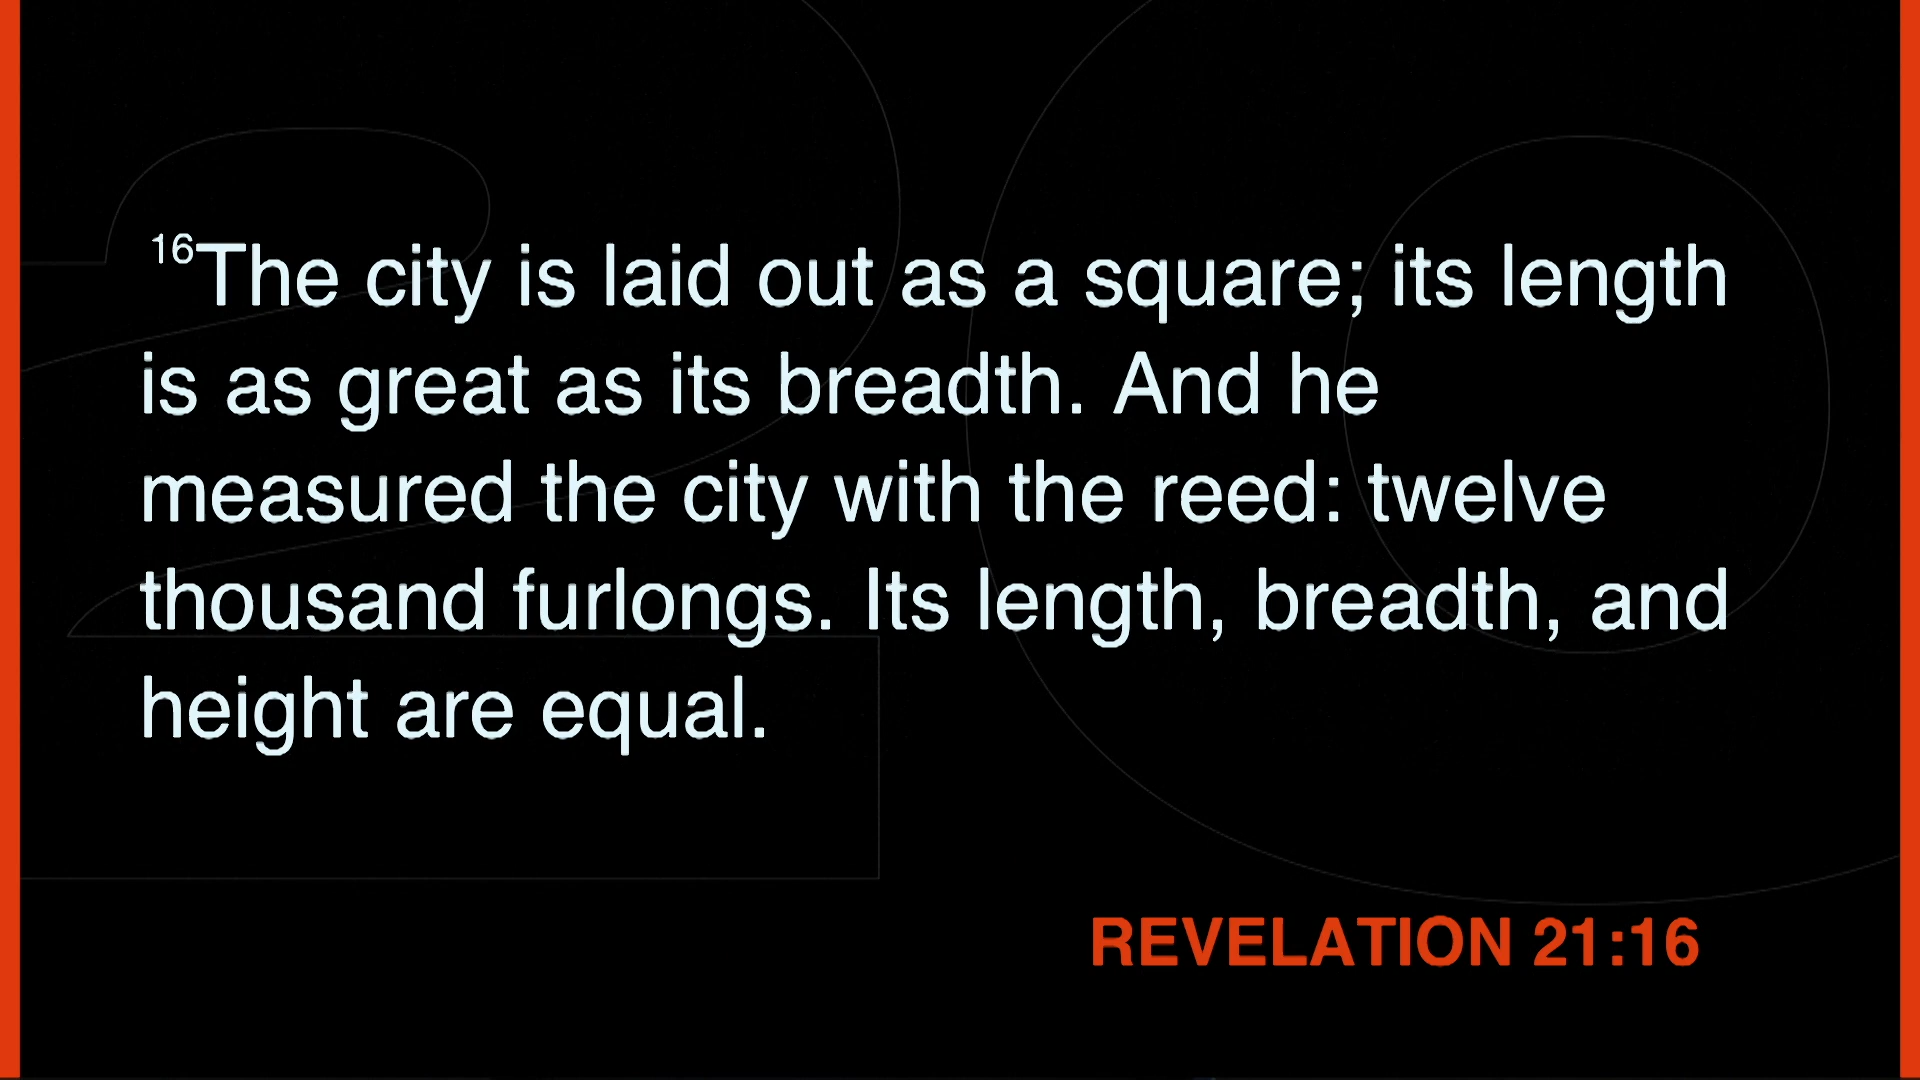 16The city is laid out as a square; its length
is as great as its breadth. And he
measured the city with the reed: twelve
thousand furlongs. Its length, breadth, and
height are equal.
REVELATION 21:16
20